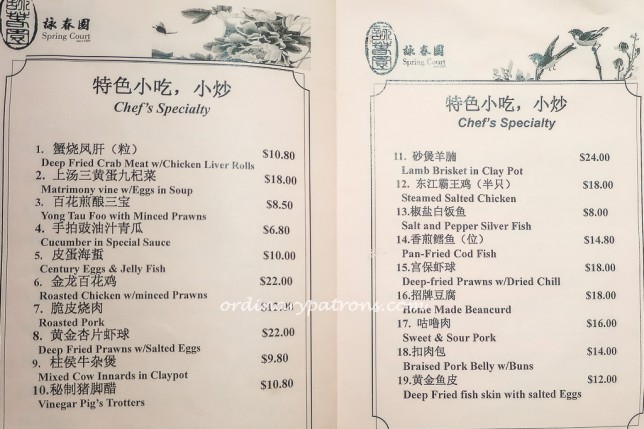 詠春園
Spring Court
特色小吃，小炒
Chef's Specialty
1. 蟹烧凤肝（粒） $10.80
Deep Fried Crab Meat w/Chicken Liver Rolls
2. 上汤三黄蛋九杞菜 $18.00
Matrimony vine w/Eggs in Soup
3. 百花煎酿三宝 $8.50
Yong Tau Foo with Minced Prawns
4. 手拍豉油汁青瓜 $6.80
Cucumber in Special Sauce
5. 皮蛋海蜇 $10.00
Century Eggs & Jelly Fish
6. 金龙百花鸡 $22.00
Roasted Chicken w/minced Prawns
7. 脆皮烧肉
Roasted Pork
8. 黄金杏片虾球 $22.00
Deep Fried Prawns w/Salted Eggs
9. 柱侯牛杂煲 $9.80
Mixed Cow Innards in Claypot
10.秘制猪脚醋 $10.80
Vinegar Pig's Trotters
詠春園
Spring Court
特色小吃，小炒
Chef's Specialty
11. 砂煲羊腩 $24.00
Lamb Brisket in Clay Pot
12. 东江霸王鸡（半只） $18.00
Steamed Salted Chicken
13.椒盐白饭鱼 $8.00
Salt and Pepper Silver Fish
14.香煎鳕鱼（位） $14.80
Pan-Fried Cod Fish
15.宫保虾球 $18.00
Deep-fried Prawns w/Dried Chill
16.招牌豆腐 $18.00
Home Made Beancurd
17. 咕噜肉 $16.00
Sweet & Sour Pork
18.扣肉包 $14.00
Braised Pork Belly w/Buns
19.黄金鱼皮 $12.00
Deep Fried fish skin with salted Eggs
ordinarypatrons.com